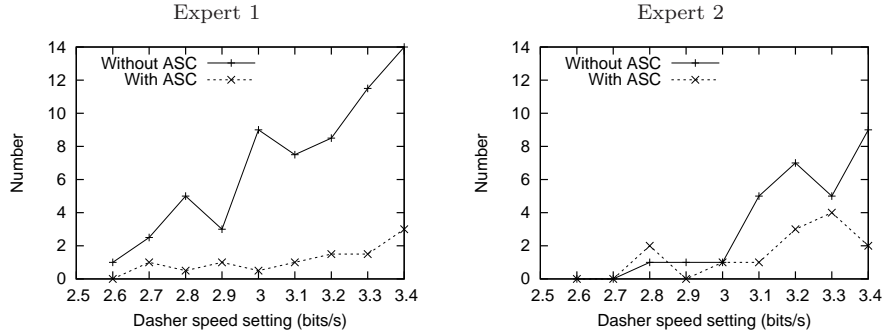 Expert 1
14
12
10
8
6
4
2
0
Number
Without ASC
With ASC
2.5 2.6 2.7 2.8 2.9 3 3.1 3.2 3.3 3.4
Dasher speed setting (bits/s)
Expert 2
14
12
10
8
6
4
2
0
Number
Without ASC
With ASC
2.5 2.6 2.7 2.8 2.9 3 3.1 3.2 3.3 3.4
Dasher speed setting (bits/s)